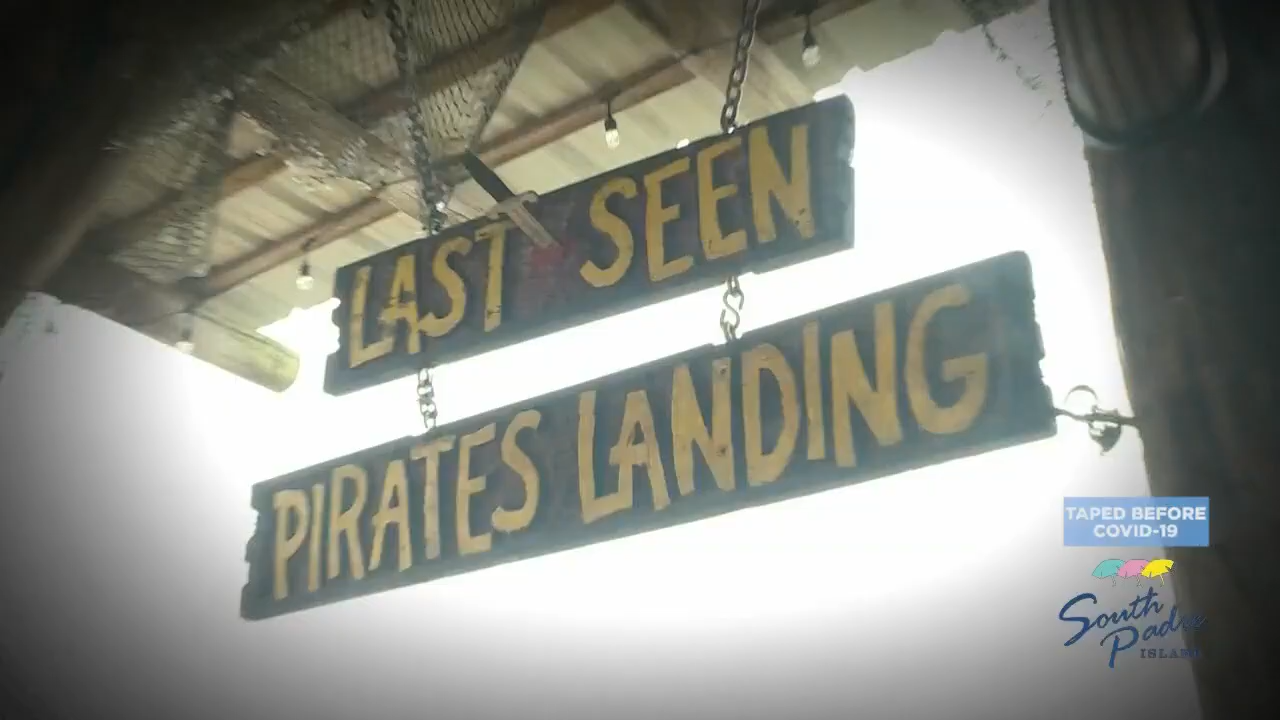 LAST SEEN
PIRATES LANDING
TAPED BEFORE
COVID-19
South
Padre
ISLAND